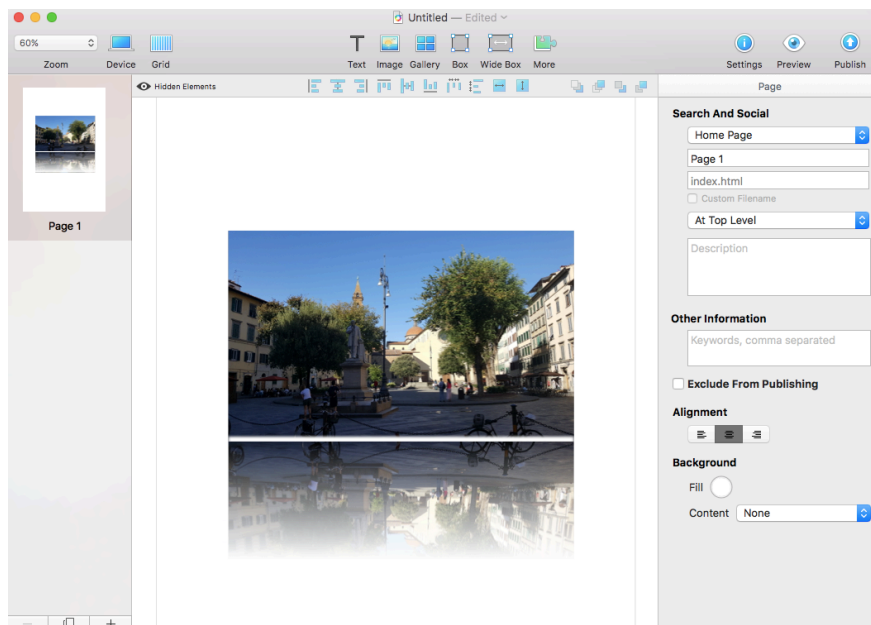 Untitled — Edited
60%
Zoom
Device
Grid
Text
Image
Gallery
Box
Wide Box
More
Settings
Preview
Publish
Hidden Elements
Page
Page 1
Search And Social
Home Page
Page 1
index.html
Custom Filename
At Top Level
Description
Other Information
Keywords, comma separated
Exclude From Publishing
Alignment
Background
Fill
Content
None